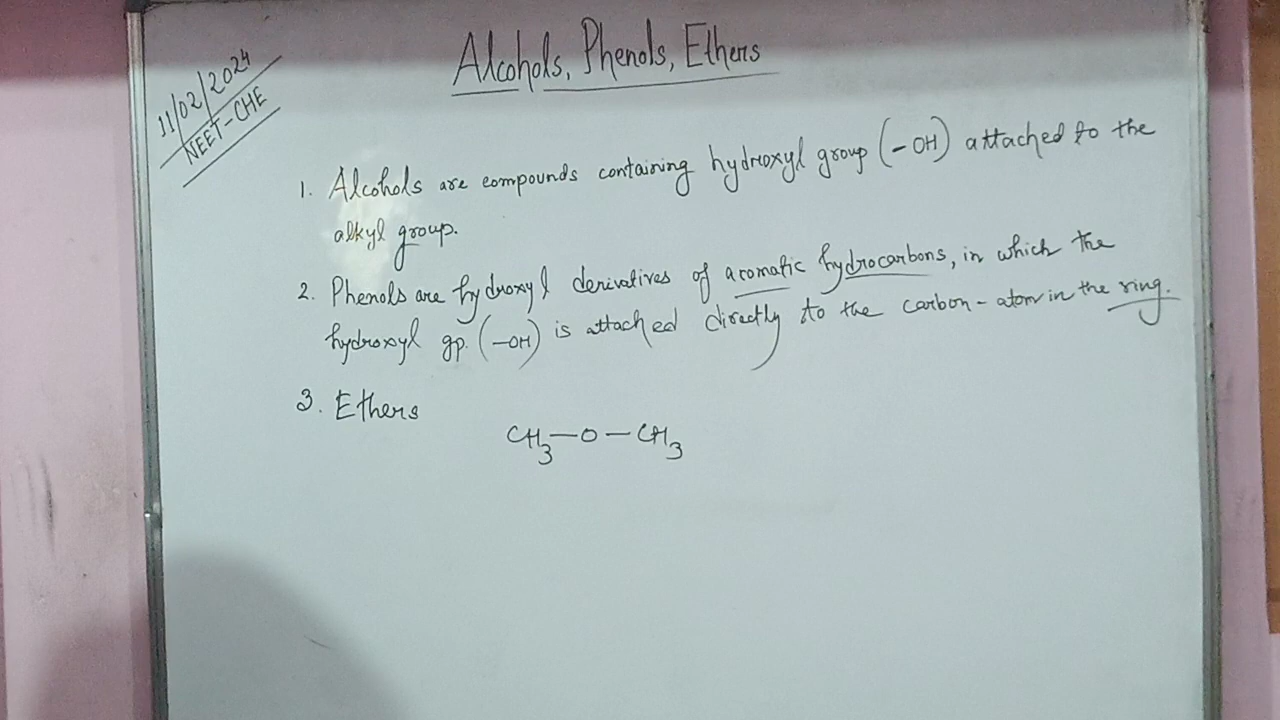 11/02/2024
NEET-CHE
Alcohols, Phenols, Ethers
1. Alcohols are compounds containing hydroxyl group (-OH) attached to the
alkyl group.
2. Phenols are hydroxyl derivatives of aromatic hydrocarbons, in which the
hydroxyl gp. (-OH) is attached directly to the carbon-atom in the ring.
3. Ethers
CH3-O-CH3